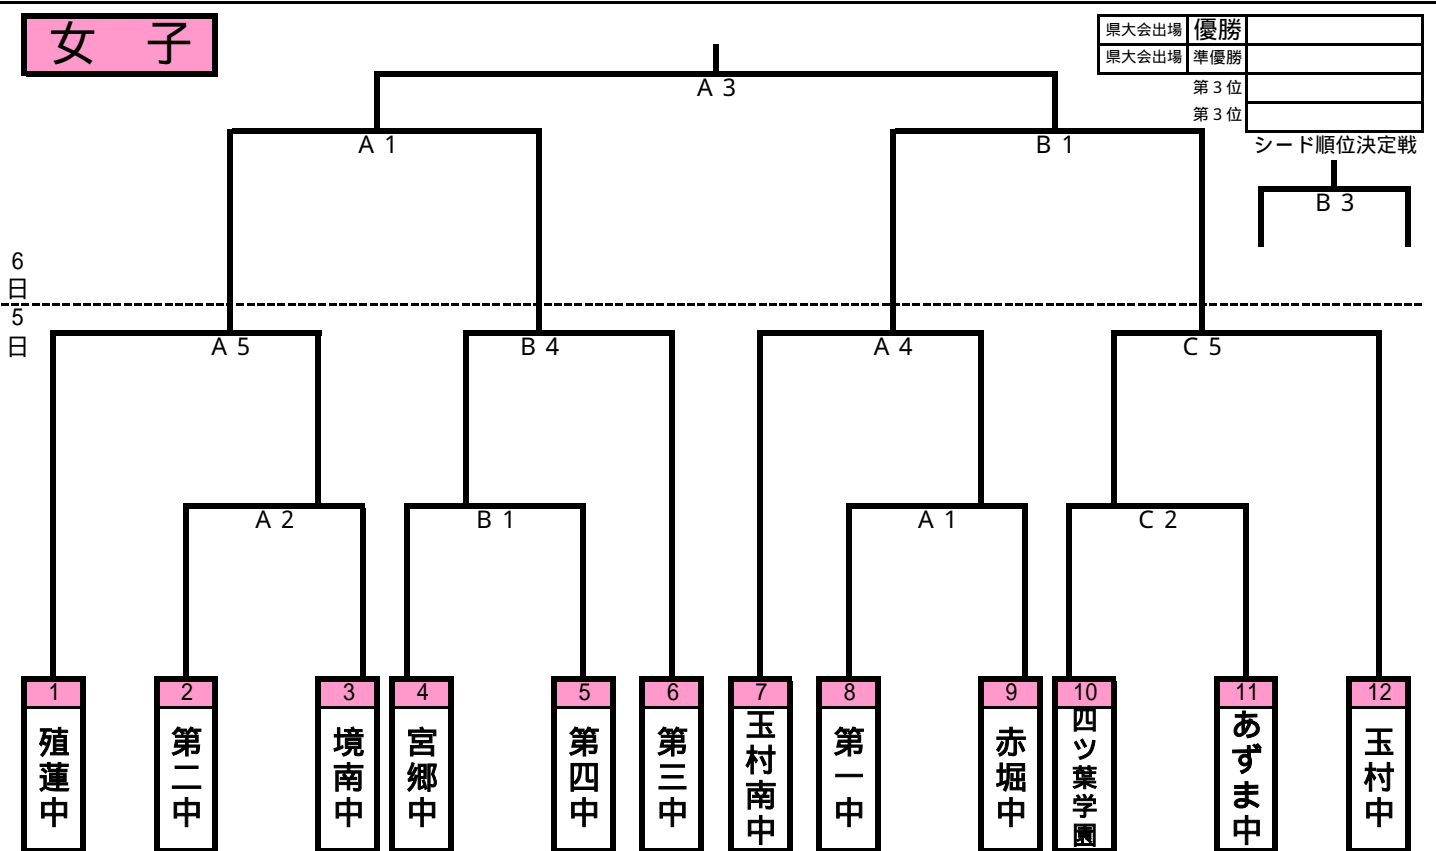 女 子
県大会出場 優勝
県大会出場 準優勝
第3位
第3位
シード順位決定戦
B 3
A 3
A 1
B 1
6日
5日
A 5
B 4
A 4
C 5
A 2
B 1
A 1
C 2
1
殖蓮中
2
第二中
3
境南中
4
宮郷中
5
第四中
6
第三中
7
玉村南中
8
第一中
9
赤堀中
10
四ツ葉学園
11
あずま中
12
玉村中